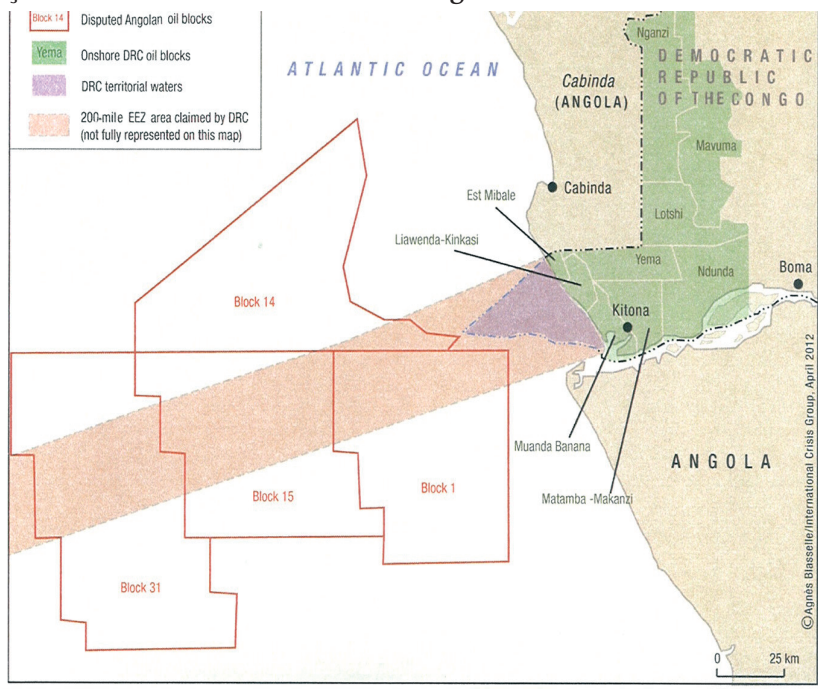 Block 14
Disputed Angolan oil blocks
Yema
Onshore DRC oil blocks
DRC territorial waters
200-mile EEZ area claimed by DRC
(not fully represented on this map)
ATLANTIC OCEAN
Nganzi
DEMOCRATIC
REPUBLIC
OF THE CONGO
Cabinda
(ANGOLA)
Mavuma
Cabinda
Est Mibale
Lotshi
Liawenda-Kinkasi
Yema
Ndunda
Boma
Block 14
Kitona
Muanda Banana
ANGOLA
Matamba -Makanzi
Block 15
Block 1
Block 31
©Agnès Blasselle/International Crisis Group, April 2012
0 25 km